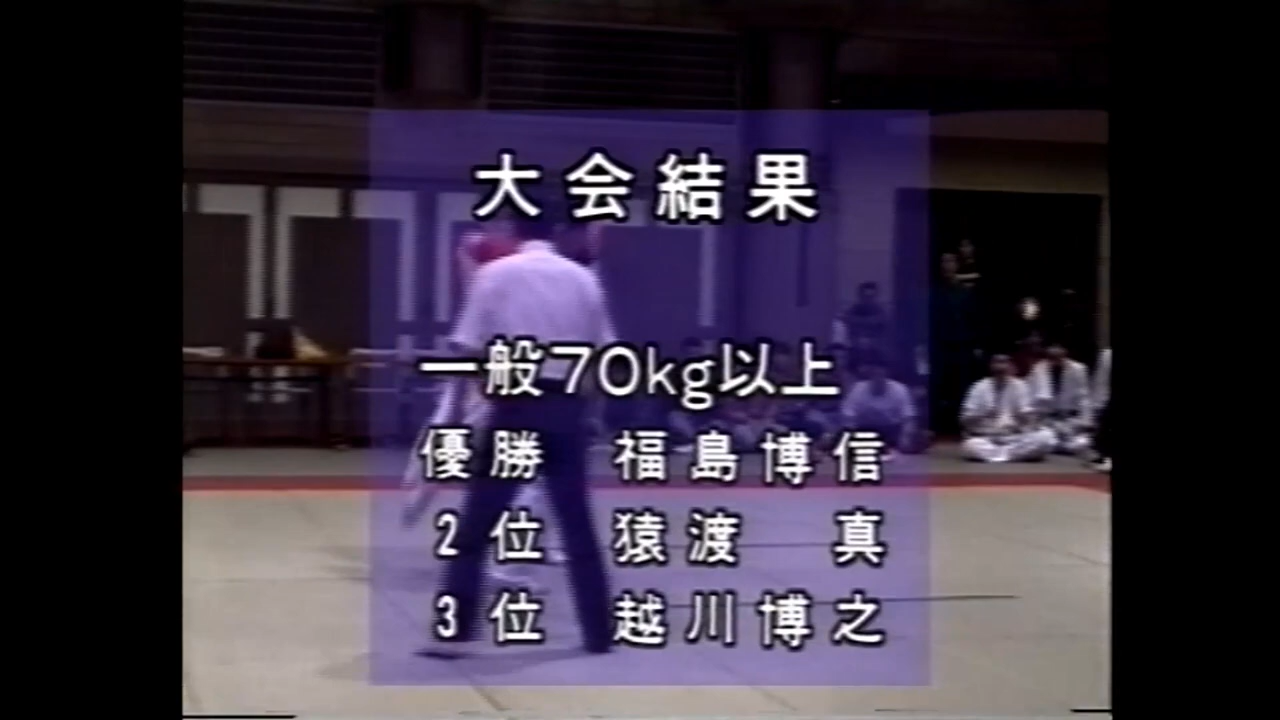 大会結果
一般70kg以上
優勝 福島博信
2位 猿渡 真
3位 越川博之